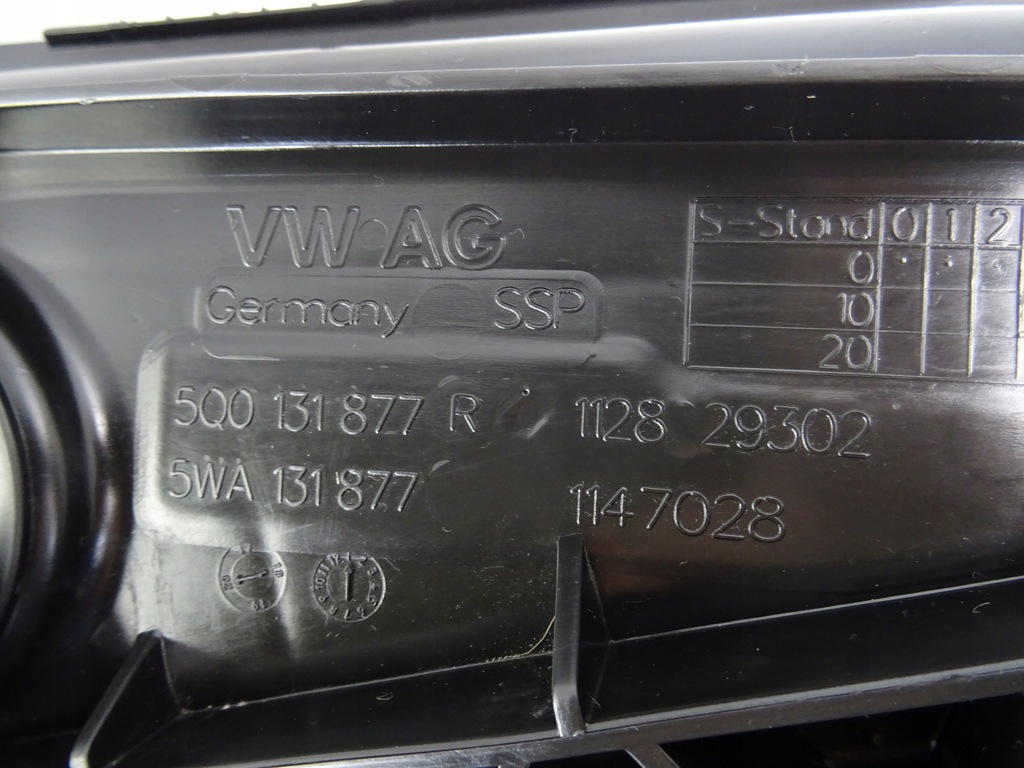 VW AG
Germany SSP
5Q0 131 877 R 1128 29302
5WA 131 877 1147028
S-Stand 0 1 2
0
10
20